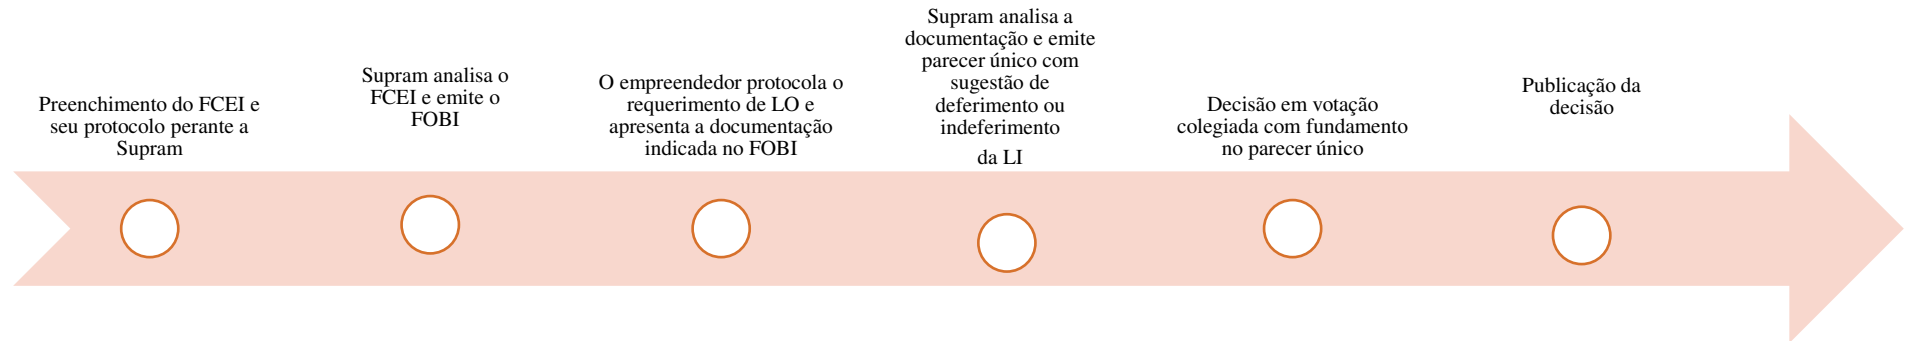 Preenchimento do FCEI e
seu protocolo perante a
Supram
Supram analisa o
FCEI e emite o
FOBI
O empreendedor protocola o
requerimento de LO e
apresenta a documentação
indicada no FOBI
Supram analisa a
documentação e emite
parecer único com
sugestão de
deferimento ou
indeferimento
da LI
Decisão em votação
colegiada com fundamento
no parecer único
Publicação da
decisão